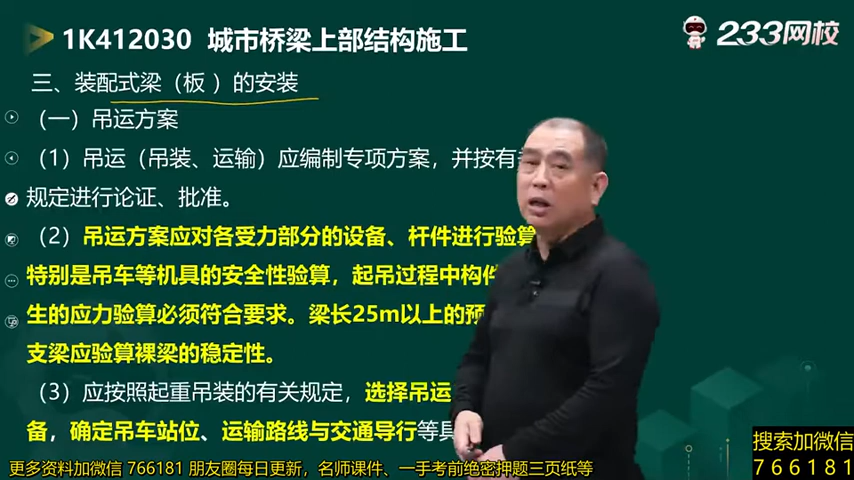 1K412030 城市桥梁上部结构施工
233网校
三、装配式梁（板 ）的安装
（一）吊运方案
（1）吊运（吊装、运输）应编制专项方案，并按有
规定进行论证、批准。
（2）吊运方案应对各受力部分的设备、杆件进行验算
特别是吊车等机具的安全性验算，起吊过程中构件
生的应力验算必须符合要求。梁长25m以上的预
支梁应验算裸梁的稳定性。
（3）应按照起重吊装的有关规定，选择吊运
备，确定吊车站位、运输路线与交通导行等具
搜索加微信
766181
更多资料加微信 766181 朋友圈每日更新，名师课件、一手考前绝密押题三页纸等